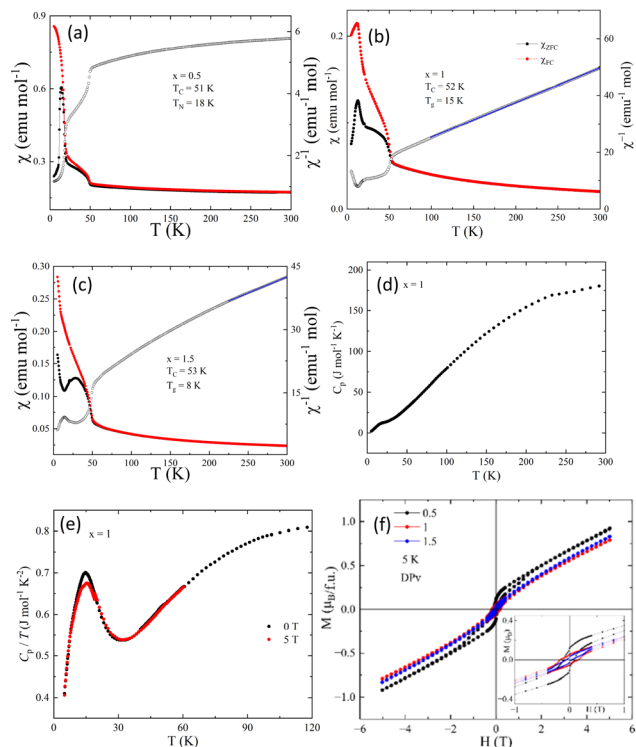 (a)
x = 0.5
T_C = 51 K
T_N = 18 K
χ (emu mol⁻¹)
χ⁻¹ (emu⁻¹ mol)
0.9
0.6
0.3
6
4
2
0 50 100 150 200 250 300
T (K)
(b)
χ_ZFC
χ_FC
x = 1
T_C = 52 K
T_g = 15 K
χ (emu mol⁻¹)
χ⁻¹ (emu⁻¹ mol)
0.2
0.1
0.0
60
40
20
0
0 50 100 150 200 250 300
T (K)
(c)
x = 1.5
T_C = 53 K
T_g = 8 K
χ (emu mol⁻¹)
χ⁻¹ (emu⁻¹ mol)
0.30
0.25
0.20
0.15
0.10
0.05
45
30
15
0 50 100 150 200 250 300
T (K)
(d)
x = 1
C_p (J mol⁻¹ K⁻¹)
200
175
150
125
100
75
50
25
0
0 50 100 150 200 250 300
T (K)
(e)
x = 1
C_p / T (J mol⁻¹ K⁻²)
0.8
0.7
0.6
0.5
0.4
0 T
5 T
0 30 60 90 120
T (K)
(f)
0.5
1
1.5
5 K
DPv
M (μ_B/f.u.)
1.0
0.5
0.0
-0.5
-1.0
-6 -4 -2 0 2 4 6
H (T)
M (μ_B)
0.4
0.0
-0.4
-1 0 1
H (T)